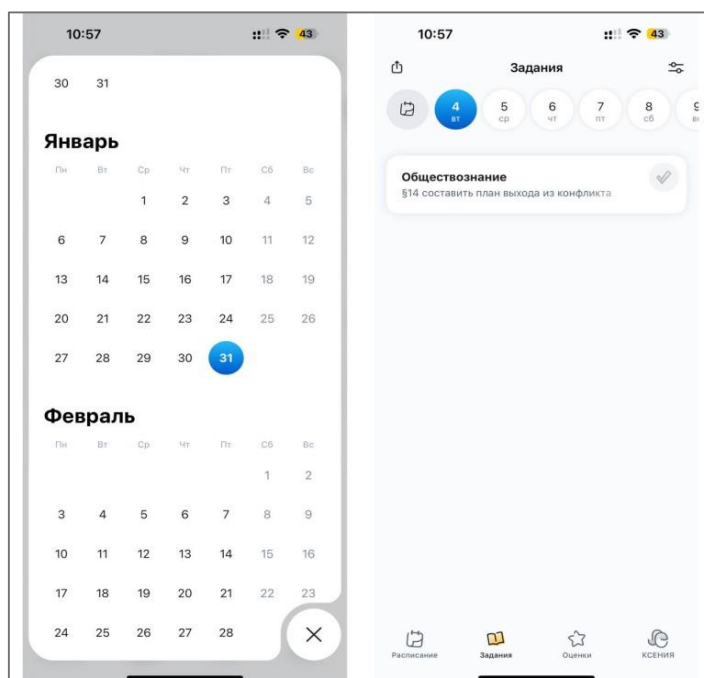 10:57
43
30 31
Январь
Пн Вт Ср Чт Пт Сб Вс
1 2 3 4 5
6 7 8 9 10 11 12
13 14 15 16 17 18 19
20 21 22 23 24 25 26
27 28 29 30 31
Февраль
Пн Вт Ср Чт Пт Сб Вс
1 2
3 4 5 6 7 8 9
10 11 12 13 14 15 16
17 18 19 20 21 22 23
24 25 26 27 28
10:57
43
Задания
4 5 6 7 8
вт ср чт пт сб
Обществознание
§14 составить план выхода из конфликта
Расписание Задания Оценки КСЕНИЯ